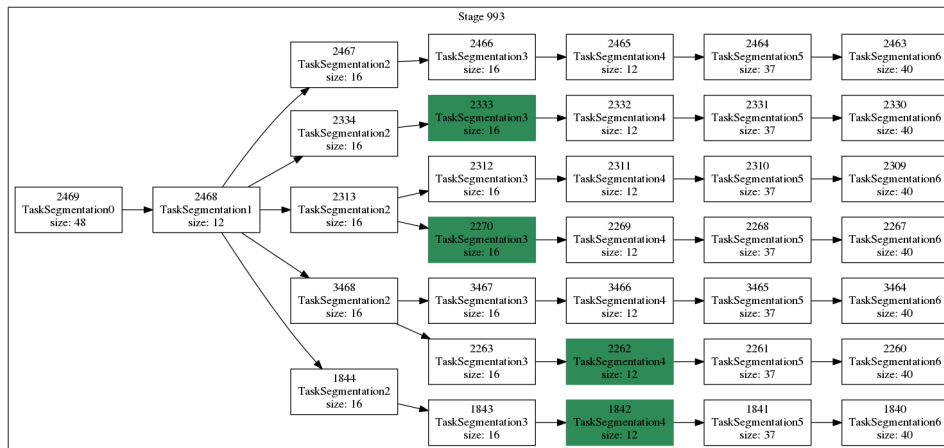 Stage 993
2469
TaskSegmentation0
size: 48
2468
TaskSegmentation1
size: 12
2467
TaskSegmentation2
size: 16
2466
TaskSegmentation3
size: 16
2465
TaskSegmentation4
size: 12
2464
TaskSegmentation5
size: 37
2463
TaskSegmentation6
size: 40
2334
TaskSegmentation2
size: 16
2333
TaskSegmentation3
size: 16
2332
TaskSegmentation4
size: 12
2331
TaskSegmentation5
size: 37
2330
TaskSegmentation6
size: 40
2313
TaskSegmentation2
size: 16
2312
TaskSegmentation3
size: 16
2311
TaskSegmentation4
size: 12
2310
TaskSegmentation5
size: 37
2309
TaskSegmentation6
size: 40
2270
TaskSegmentation3
size: 16
2269
TaskSegmentation4
size: 12
2268
TaskSegmentation5
size: 37
2267
TaskSegmentation6
size: 40
3468
TaskSegmentation2
size: 16
3467
TaskSegmentation3
size: 16
3466
TaskSegmentation4
size: 12
3465
TaskSegmentation5
size: 37
3464
TaskSegmentation6
size: 40
2263
TaskSegmentation3
size: 16
2262
TaskSegmentation4
size: 12
2261
TaskSegmentation5
size: 37
2260
TaskSegmentation6
size: 40
1844
TaskSegmentation2
size: 16
1843
TaskSegmentation3
size: 16
1842
TaskSegmentation4
size: 12
1841
TaskSegmentation5
size: 37
1840
TaskSegmentation6
size: 40